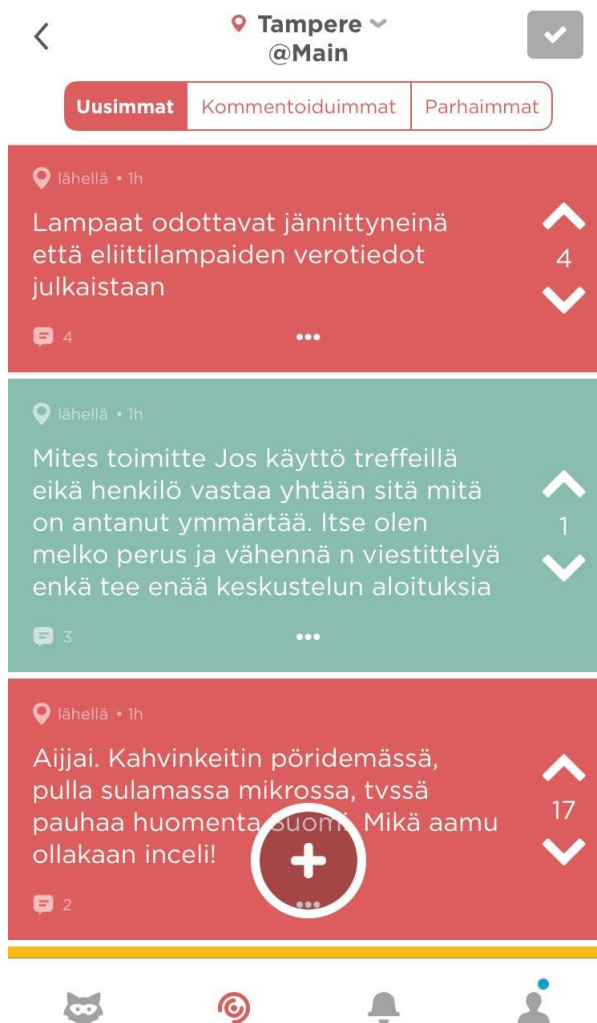 Tampere
@Main
Uusimmat
Kommentoiduimmat
Parhaimmat
lähellä • 1h
Lampaat odottavat jännittyneinä
että eliittilampaiden verotiedot
julkaistaan
4
4
lähellä • 1h
Mites toimitte Jos käyttö treffeillä
eikä henkilö vastaa yhtään sitä mitä
on antanut ymmärtää. Itse olen
melko perus ja vähennä n viestittelyä
enkä tee enää keskustelun aloituksia
1
3
lähellä • 1h
Aijjai. Kahvinkeitin pöridemässä,
pulla sulamassa mikrossa, tvssä
pauhaa huomenta Suomi. Mikä aamu
ollakaan inceli!
17
2